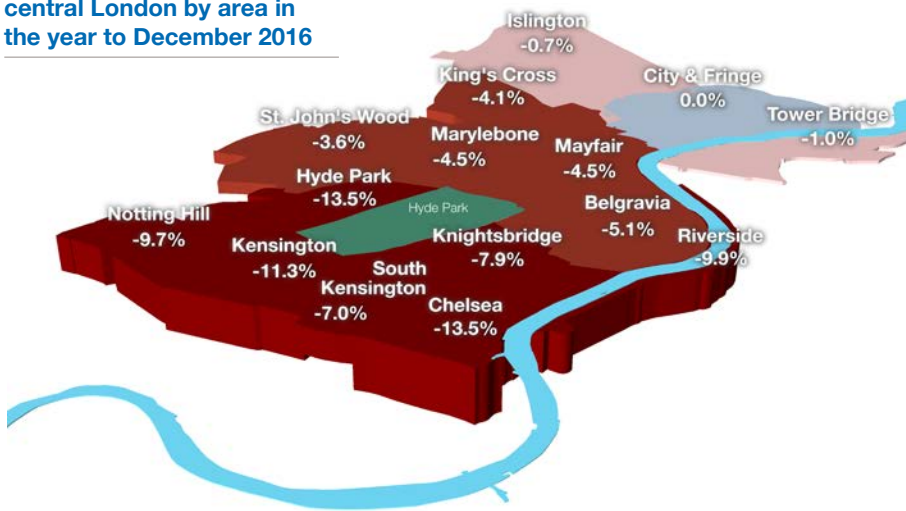 central London by area in
the year to December 2016
Islington
-0.7%
King's Cross
-4.1%
City & Fringe
0.0%
Tower Bridge
-1.0%
St. John's Wood
-3.6%
Marylebone
-4.5%
Mayfair
-4.5%
Hyde Park
-13.5%
Hyde Park
Notting Hill
-9.7%
Belgravia
-5.1%
Kensington
-11.3%
Knightsbridge
-7.9%
Riverside
-9.9%
South
Kensington
-7.0%
Chelsea
-13.5%